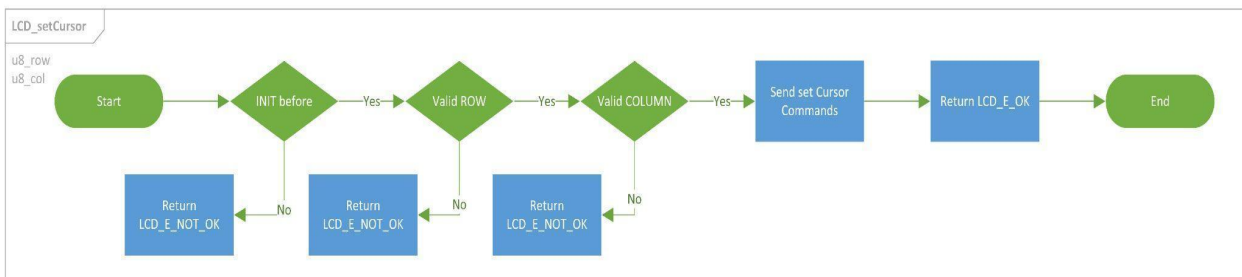 LCD_setCursor
u8_row
u8_col
Start
INIT before
Yes
Valid ROW
Yes
Valid COLUMN
Yes
Send set Cursor
Commands
Return LCD_E_OK
End
No
Return
LCD_E_NOT_OK
No
Return
LCD_E_NOT_OK
No
Return
LCD_E_NOT_OK